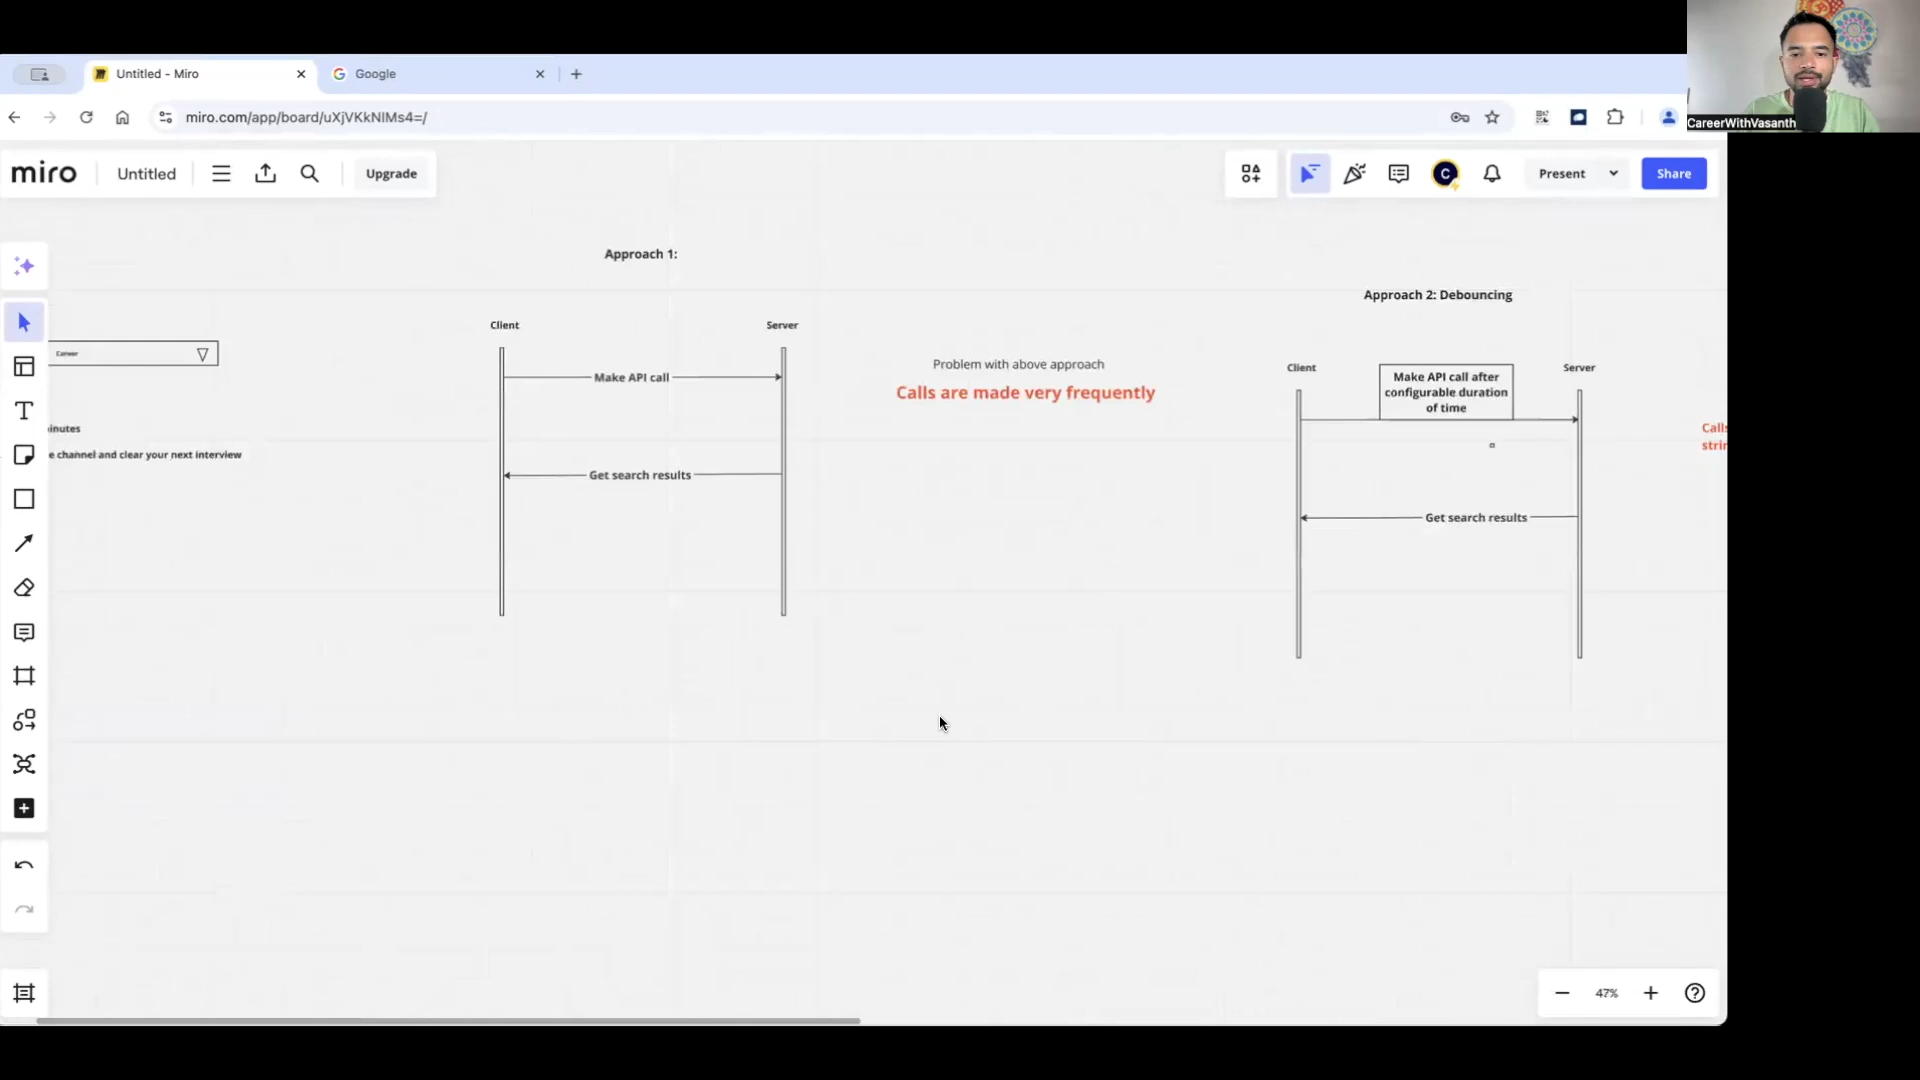 Untitled - Miro
Google
miro.com/app/board/uXjVKkNIMs4=/
CareerWithVasanth
miro
Untitled
Upgrade
C
Present
Share
Approach 1:
Approach 2: Debouncing
Client
Server
Career
Make API call
Problem with above approach
Calls are made very frequently
Client
Server
Make API call after
configurable duration
of time
inutes
e channel and clear your next interview
Calls
strin
Get search results
Get search results
47%